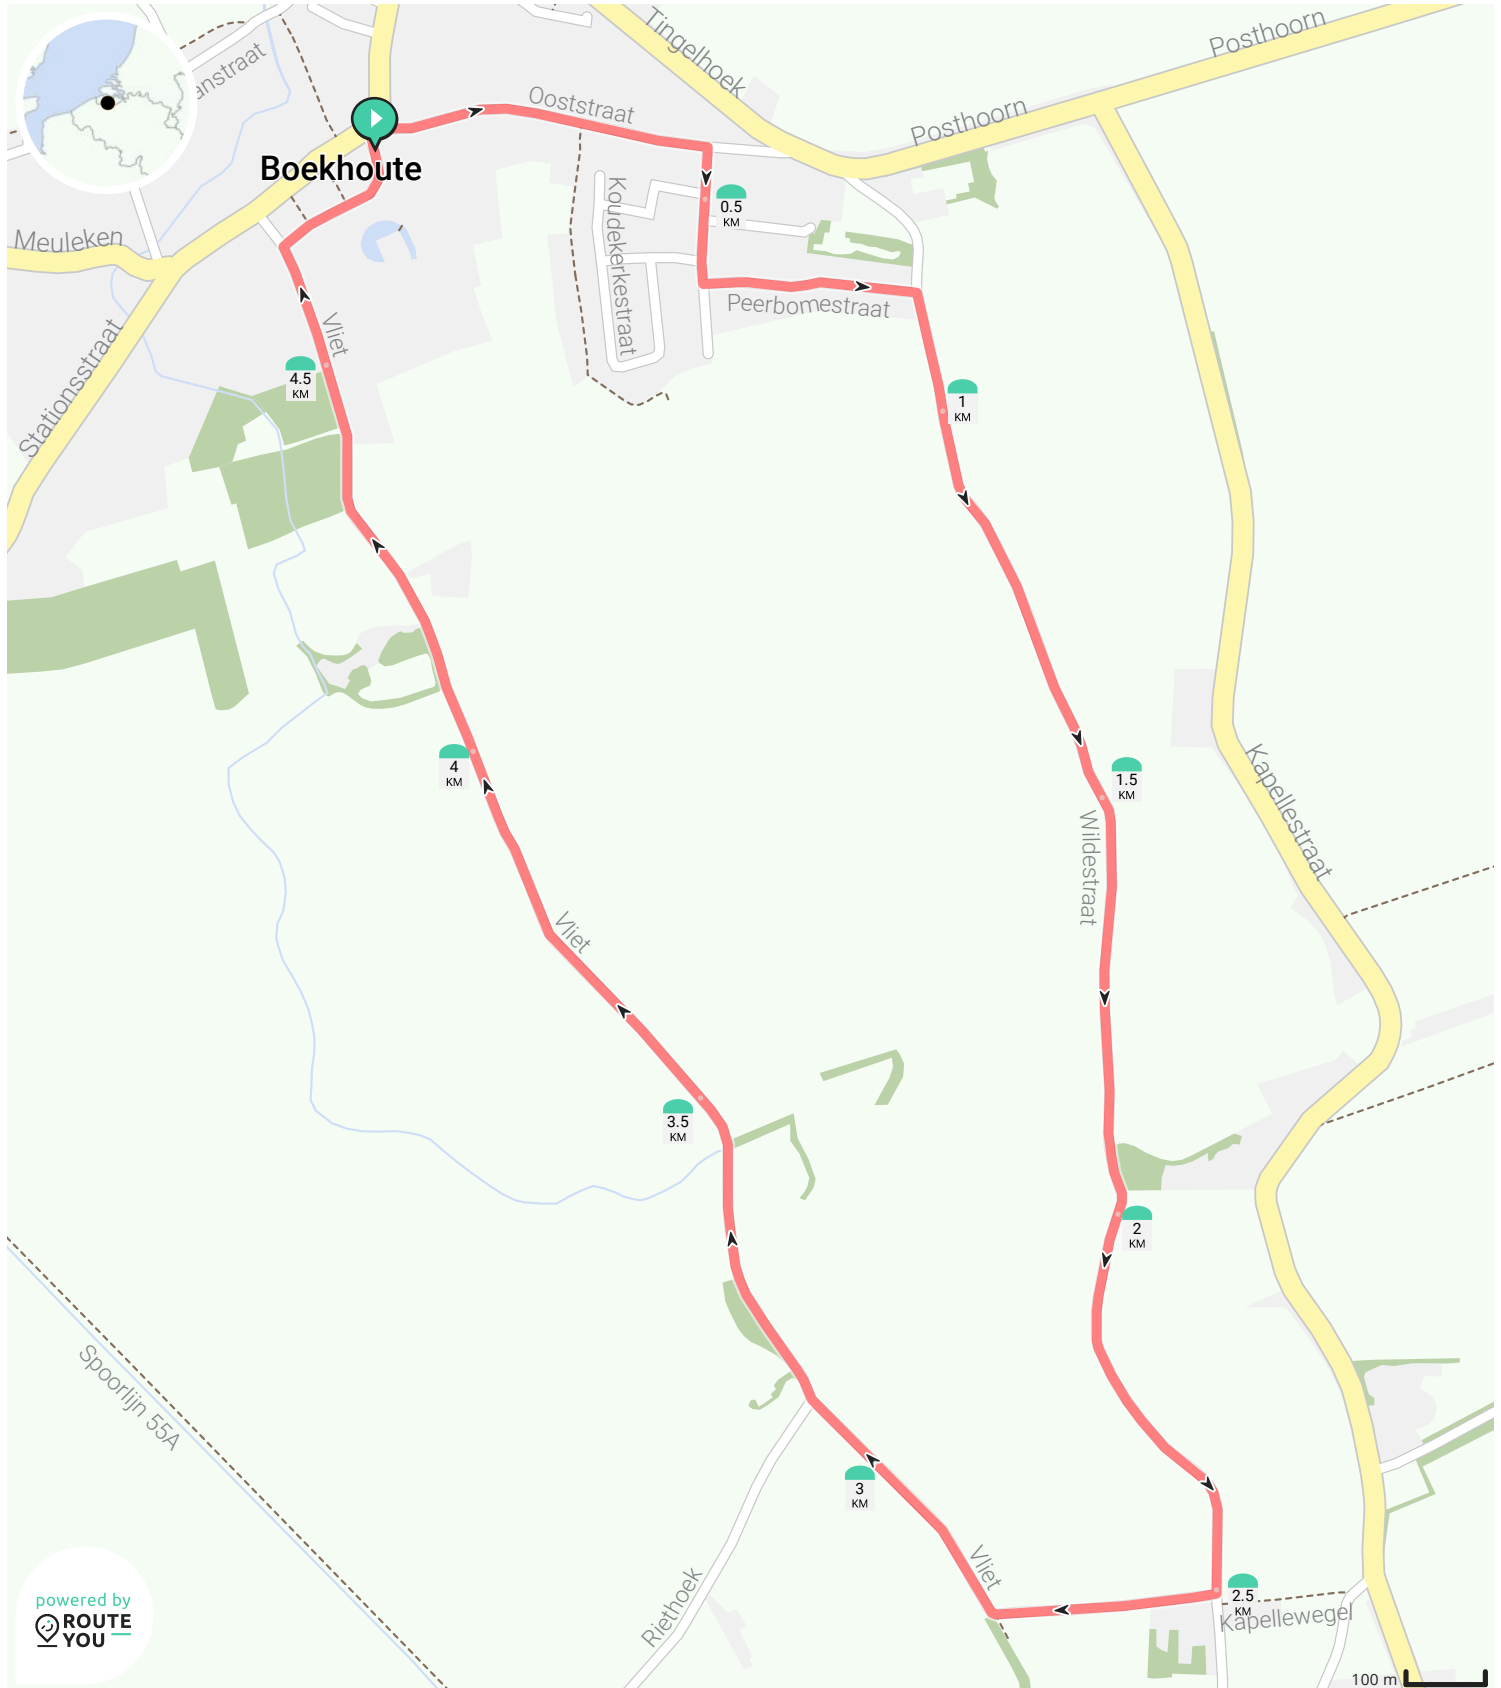 Tingelhoek
Posthoorn
anstraat
Ooststraat
Posthoorn
Boekhoute
0.5
KM
Koudekerkestraat
Meuleken
Peerbomestraat
Vliet
Stationsstraat
4.5
KM
1
KM
4
KM
1.5
KM
Kapellestraat
Wildestraat
Vliet
3.5
KM
2
KM
Spoorlijn 55A
3
KM
Vliet
2.5
KM
Kapellewegel
Riethoek
powered by
ROUTE
YOU
100 m